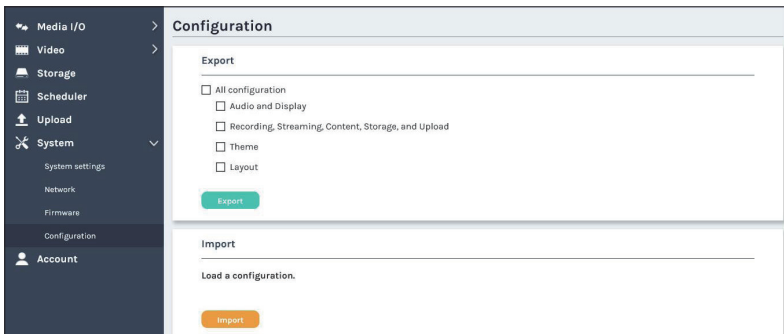 Media I/O
Video
Storage
Scheduler
Upload
System
System settings
Network
Firmware
Configuration
Account
Configuration
Export
All configuration
Audio and Display
Recording, Streaming, Content, Storage, and Upload
Theme
Layout
Export
Import
Load a configuration.
Import